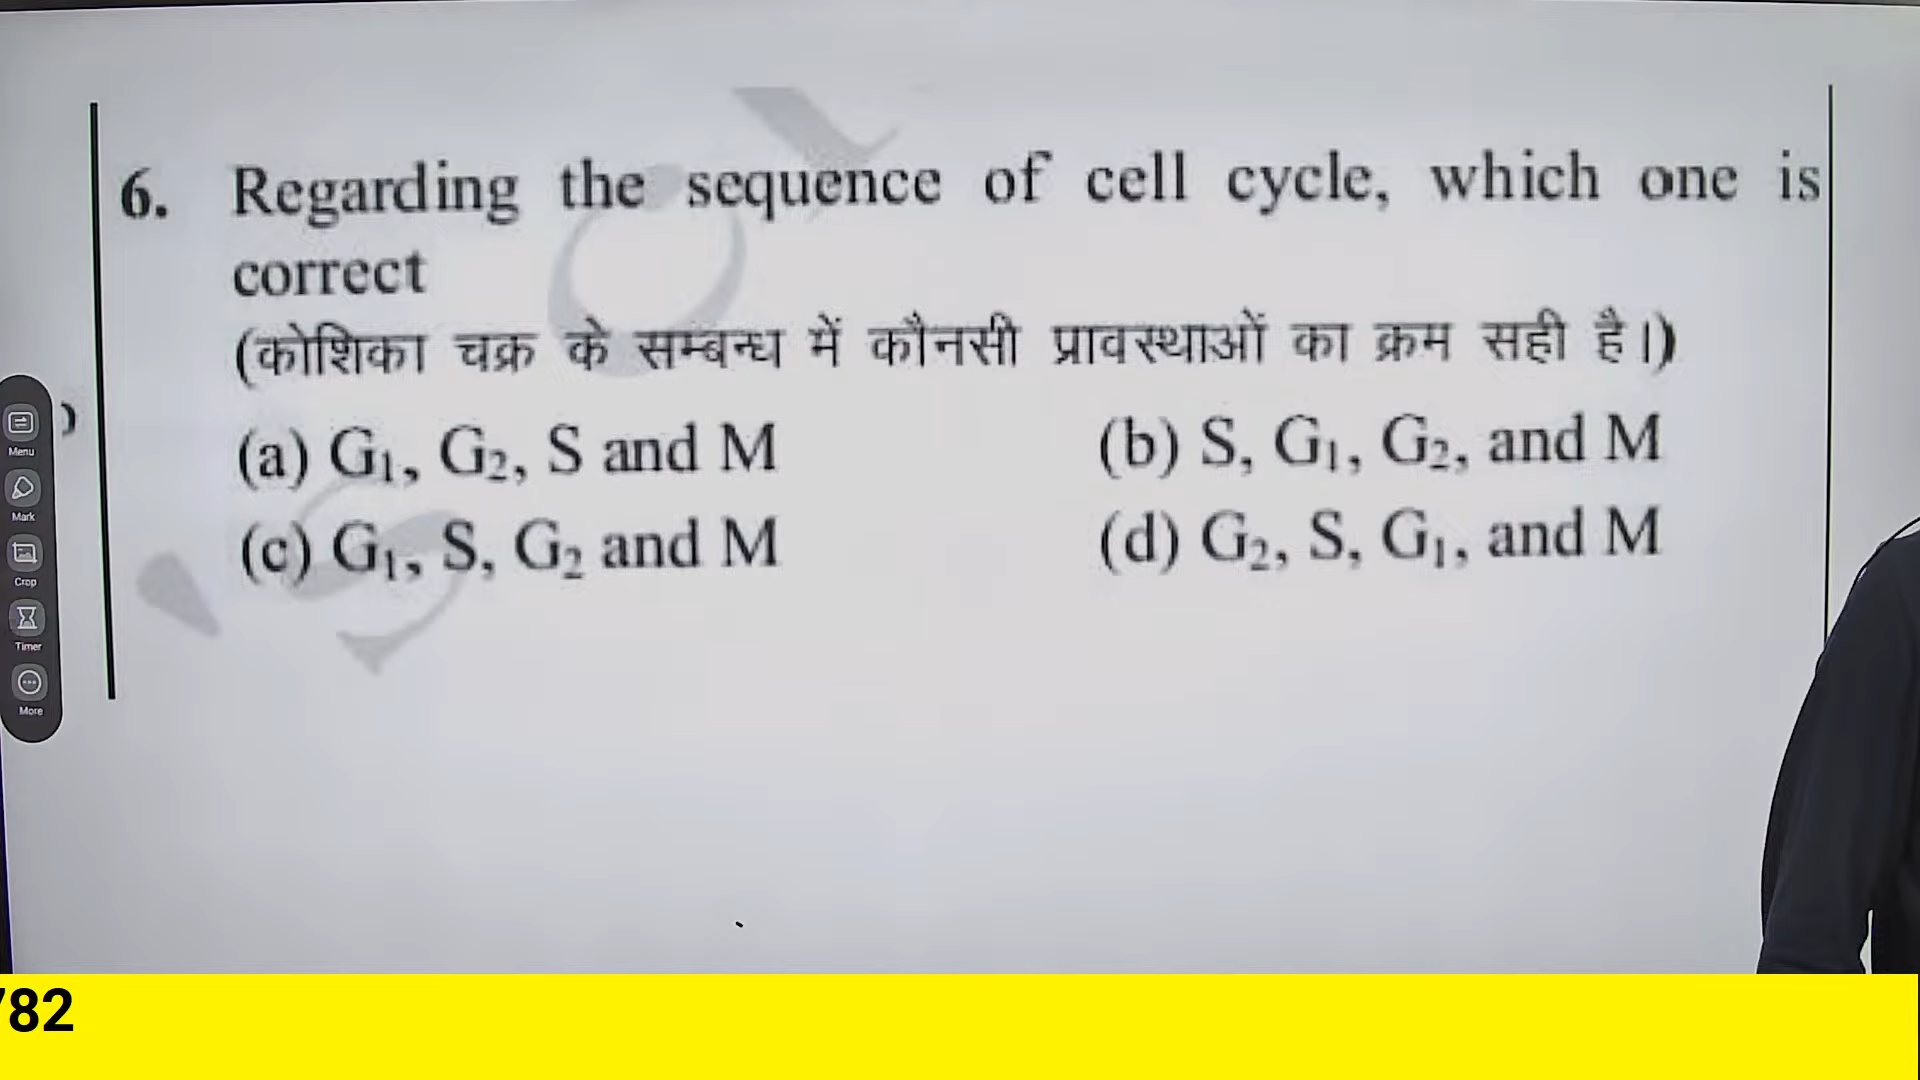 6. Regarding the sequence of cell cycle, which one is
correct
(कोशिका चक्र के सम्बन्ध में कौनसी प्रावस्थाओं का क्रम सही है।)
(a) G₁, G₂, S and M (b) S, G₁, G₂, and M
(c) G₁, S, G₂ and M (d) G₂, S, G₁, and M
)
Menu
Mark
Crop
Timer
More
82